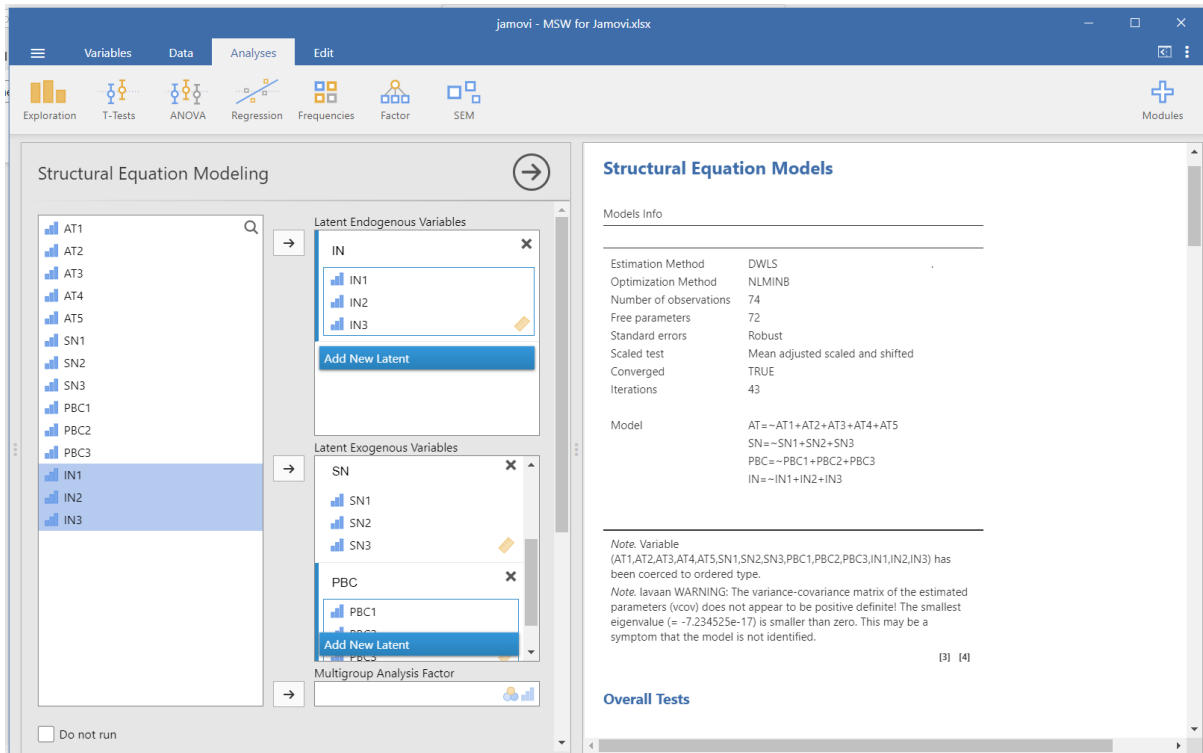 jamovi - MSW for Jamovi.xlsx
Variables Data Analyses Edit
Exploration T-Tests ANOVA Regression Frequencies Factor SEM Modules
Structural Equation Modeling
AT1
AT2
AT3
AT4
AT5
SN1
SN2
SN3
PBC1
PBC2
PBC3
IN1
IN2
IN3
Do not run
Latent Endogenous Variables
IN
IN1
IN2
IN3
Add New Latent
Latent Exogenous Variables
SN
SN1
SN2
SN3
PBC
PBC1
Add New Latent
PBC3
Multigroup Analysis Factor
Structural Equation Models
Models Info
Estimation Method DWLS .
Optimization Method NLMINB
Number of observations 74
Free parameters 72
Standard errors Robust
Scaled test Mean adjusted scaled and shifted
Converged TRUE
Iterations 43
Model AT=~AT1+AT2+AT3+AT4+AT5
SN=~SN1+SN2+SN3
PBC=~PBC1+PBC2+PBC3
IN=~IN1+IN2+IN3
Note. Variable
(AT1,AT2,AT3,AT4,AT5,SN1,SN2,SN3,PBC1,PBC2,PBC3,IN1,IN2,IN3) has
been coerced to ordered type.
Note. lavaan WARNING: The variance-covariance matrix of the estimated
parameters (vcov) does not appear to be positive definite! The smallest
eigenvalue (= -7.234525e-17) is smaller than zero. This may be a
symptom that the model is not identified.
[3] [4]
Overall Tests